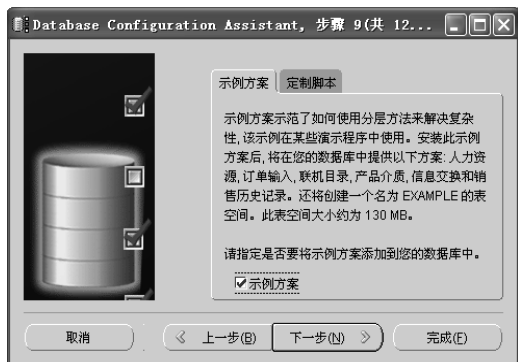 Database Configuration Assistant, 步骤 9(共 12...
示例方案
定制脚本
示例方案示范了如何使用分层方法来解决复杂
性,该示例在某些演示程序中使用。安装此示例
方案后,将在您的数据库中提供以下方案: 人力资
源,订单输入,联机目录,产品介质,信息交换和销
售历史记录。还将创建一个名为 EXAMPLE 的表
空间。此表空间大小约为 130 MB。
请指定是否要将示例方案添加到您的数据库中。
示例方案
取消
上一步(B)
下一步(N)
完成(F)